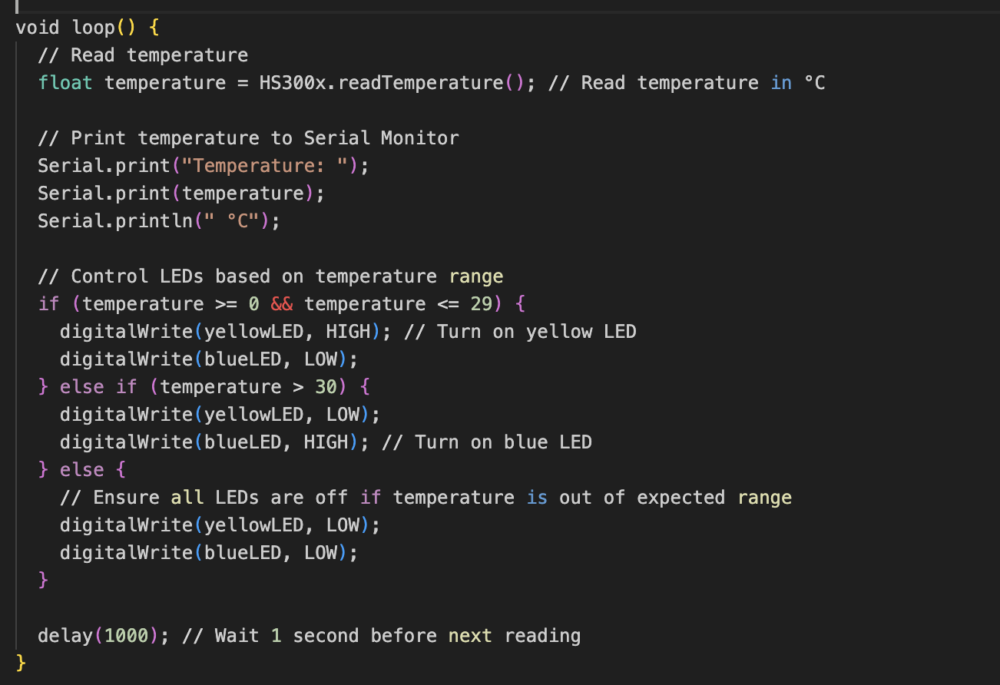 void loop() {
  // Read temperature
  float temperature = HS300x.readTemperature(); // Read temperature in °C

  // Print temperature to Serial Monitor
  Serial.print("Temperature: ");
  Serial.print(temperature);
  Serial.println(" °C");

  // Control LEDs based on temperature range
  if (temperature >= 0 && temperature <= 29) {
    digitalWrite(yellowLED, HIGH); // Turn on yellow LED
    digitalWrite(blueLED, LOW);
  } else if (temperature > 30) {
    digitalWrite(yellowLED, LOW);
    digitalWrite(blueLED, HIGH); // Turn on blue LED
  } else {
    // Ensure all LEDs are off if temperature is out of expected range
    digitalWrite(yellowLED, LOW);
    digitalWrite(blueLED, LOW);
  }

  delay(1000); // Wait 1 second before next reading
}